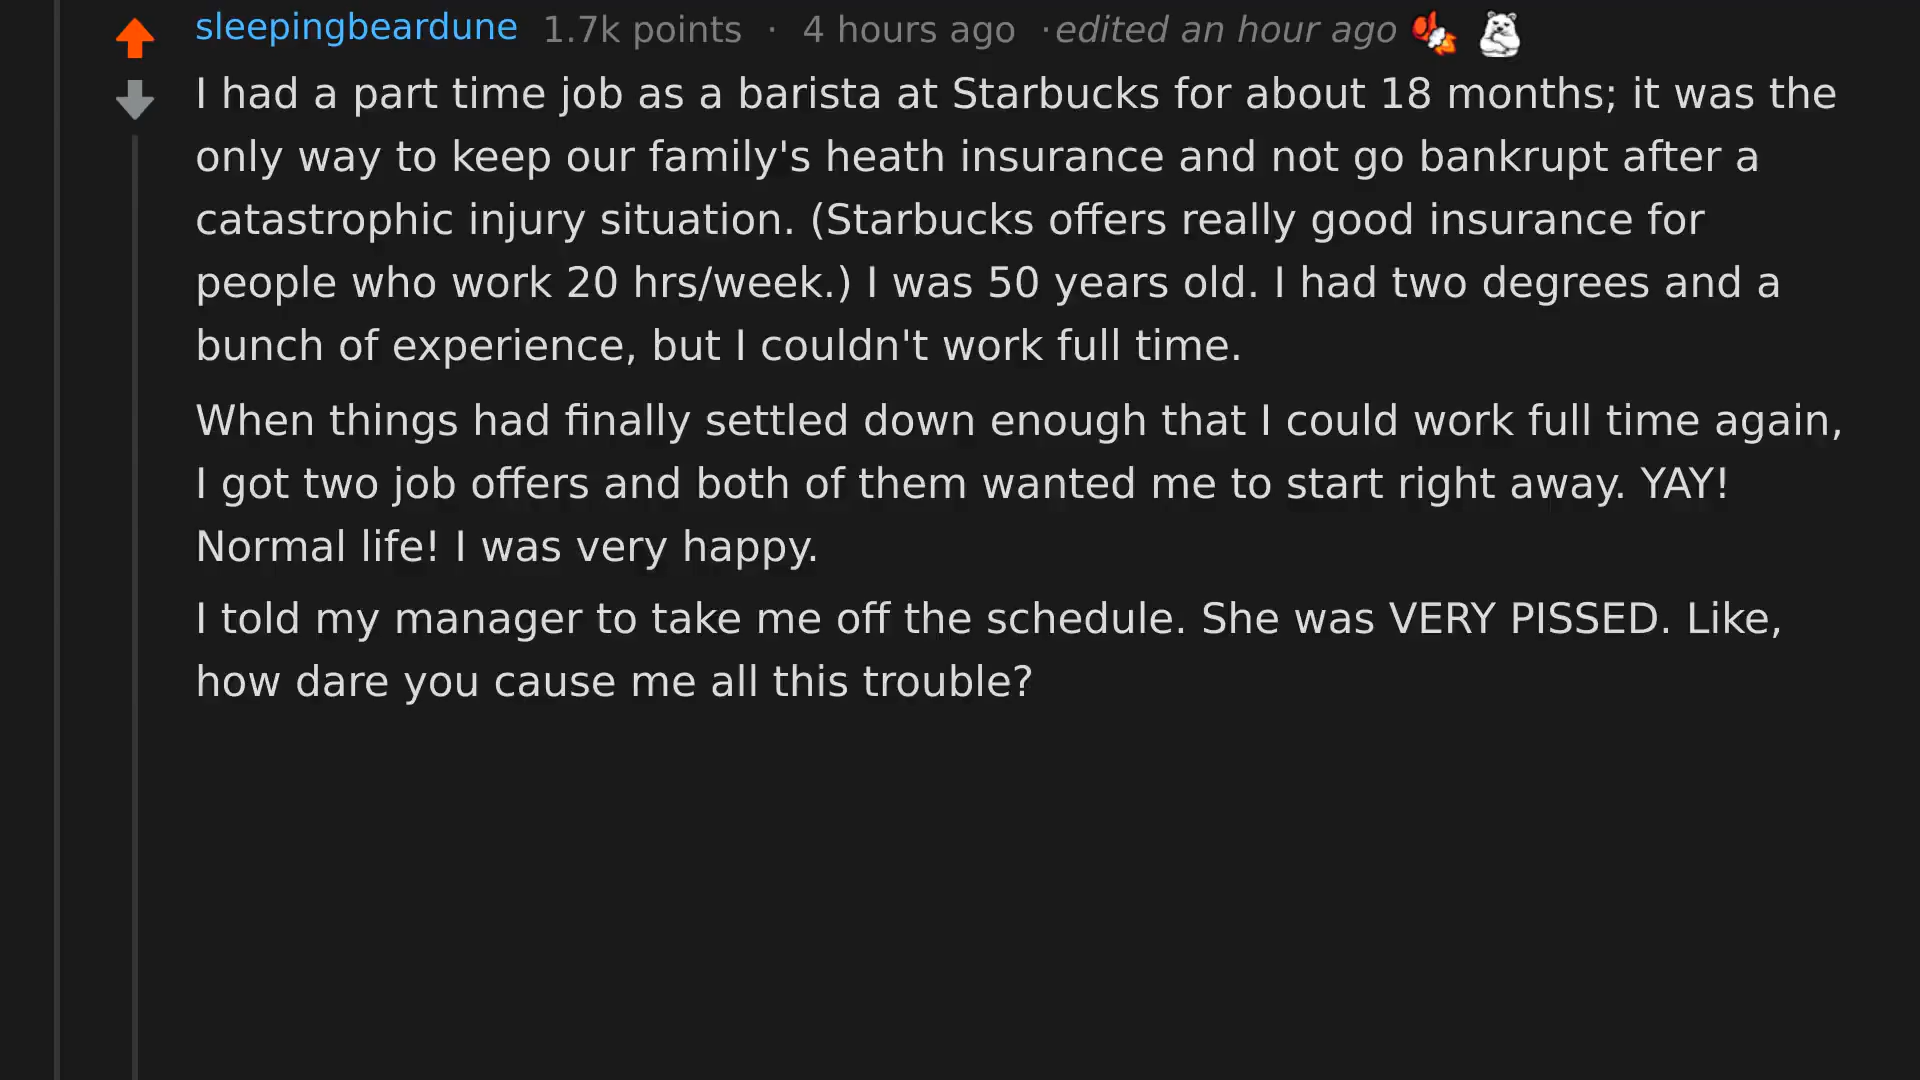 sleepingbeardune 1.7k points · 4 hours ago ·edited an hour ago
I had a part time job as a barista at Starbucks for about 18 months; it was the
only way to keep our family's heath insurance and not go bankrupt after a
catastrophic injury situation. (Starbucks offers really good insurance for
people who work 20 hrs/week.) I was 50 years old. I had two degrees and a
bunch of experience, but I couldn't work full time.
When things had finally settled down enough that I could work full time again,
I got two job offers and both of them wanted me to start right away. YAY!
Normal life! I was very happy.
I told my manager to take me off the schedule. She was VERY PISSED. Like,
how dare you cause me all this trouble?